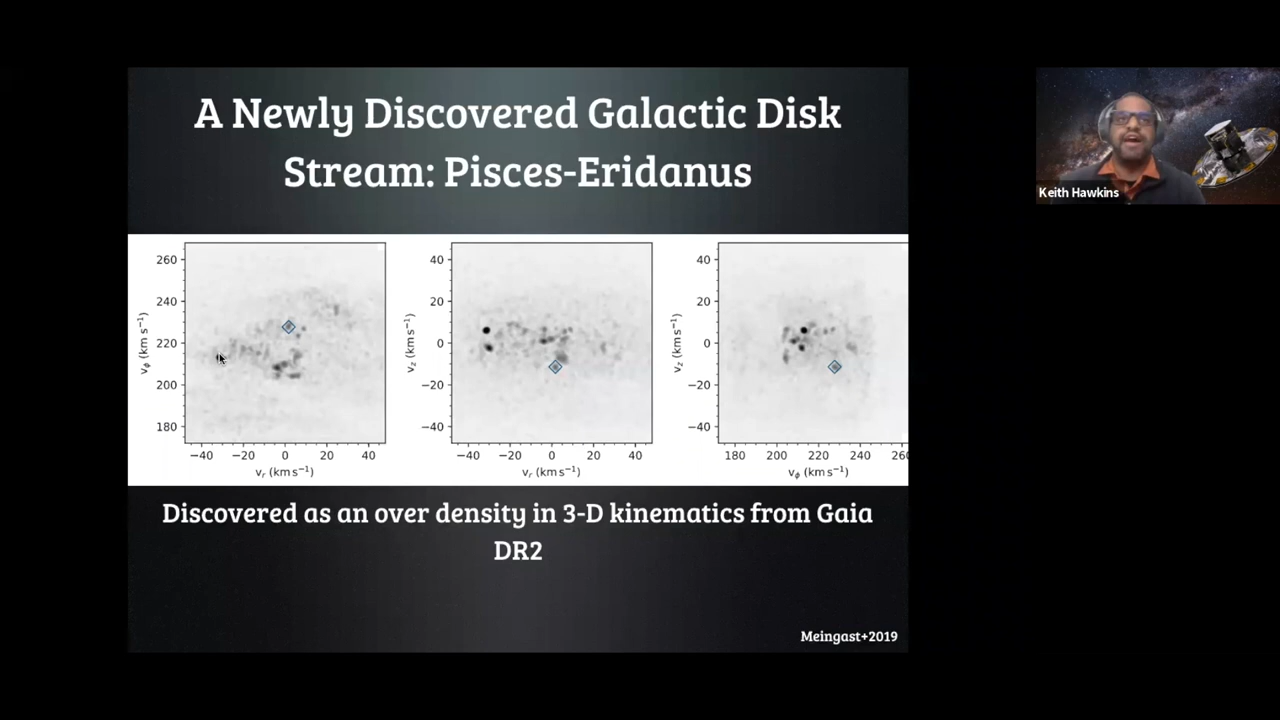 A Newly Discovered Galactic Disk
Stream: Pisces-Eridanus
260
240
220
200
180
v_ϕ (km s⁻¹)
−40 −20 0 20 40
v_r (km s⁻¹)
40
20
0
−20
−40
v_z (km s⁻¹)
−40 −20 0 20 40
v_r (km s⁻¹)
40
20
0
−20
−40
v_z (km s⁻¹)
180 200 220 240 260
v_ϕ (km s⁻¹)
Discovered as an over density in 3-D kinematics from Gaia
DR2
Meingast+2019
Keith Hawkins